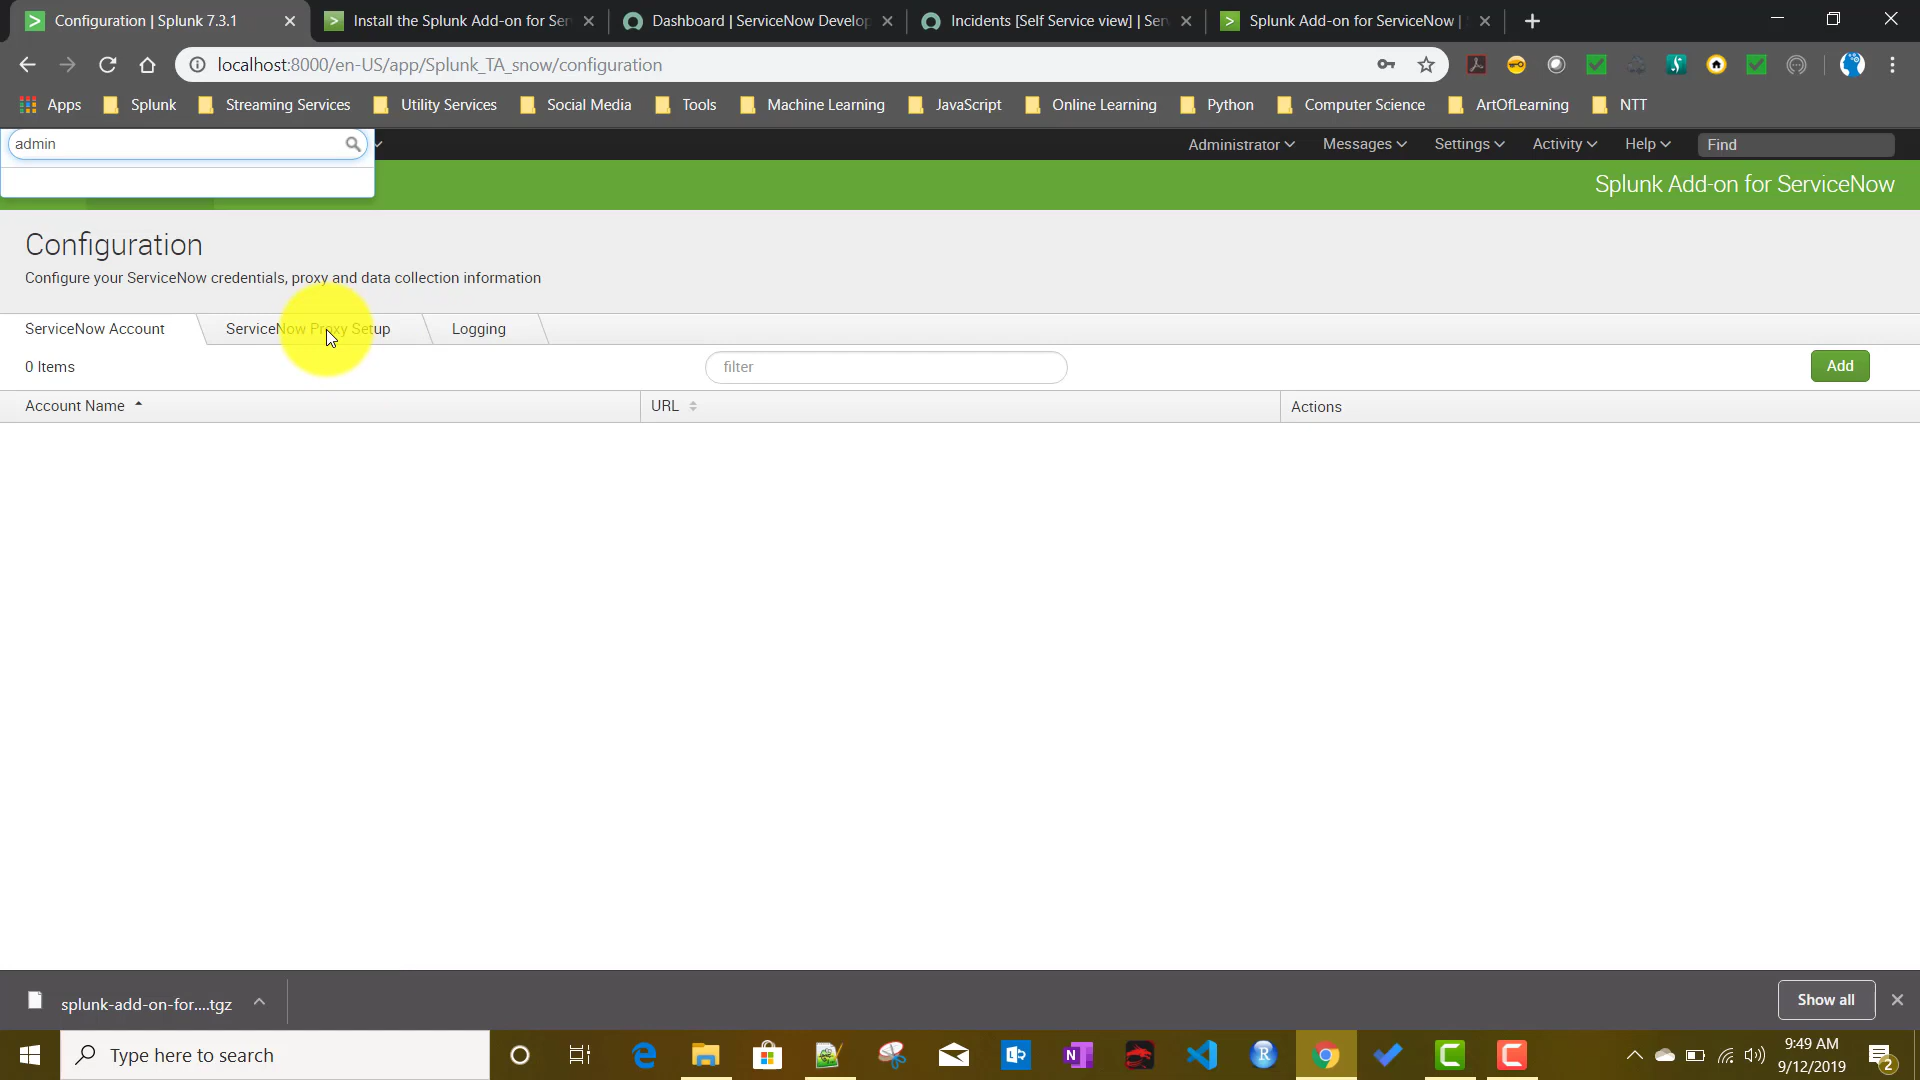 Configuration | Splunk 7.3.1
Install the Splunk Add-on for Ser
Dashboard | ServiceNow Develop
Incidents [Self Service view] | Ser
Splunk Add-on for ServiceNow |
localhost:8000/en-US/app/Splunk_TA_snow/configuration
Apps
Splunk
Streaming Services
Utility Services
Social Media
Tools
Machine Learning
JavaScript
Online Learning
Python
Computer Science
ArtOfLearning
NTT
admin
Administrator
Messages
Settings
Activity
Help
Find
Splunk Add-on for ServiceNow
Configuration
Configure your ServiceNow credentials, proxy and data collection information
ServiceNow Account
ServiceNow Proxy Setup
Logging
0 Items
filter
Add
Account Name
URL
Actions
splunk-add-on-for....tgz
Show all
Type here to search
9:49 AM
9/12/2019
2